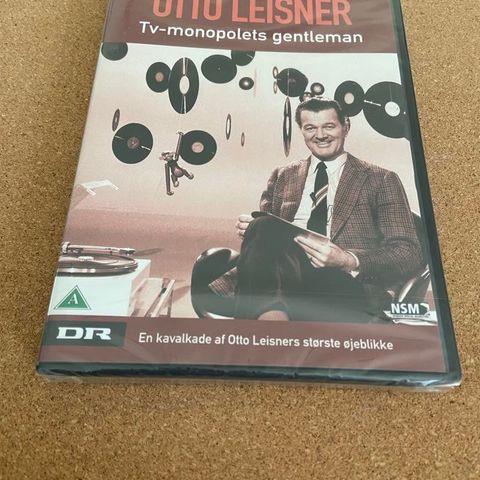 OTTO LEISNER
Tv-monopolets gentleman
A
NSM
DR
En kavalkade af Otto Leisners største øjeblikke